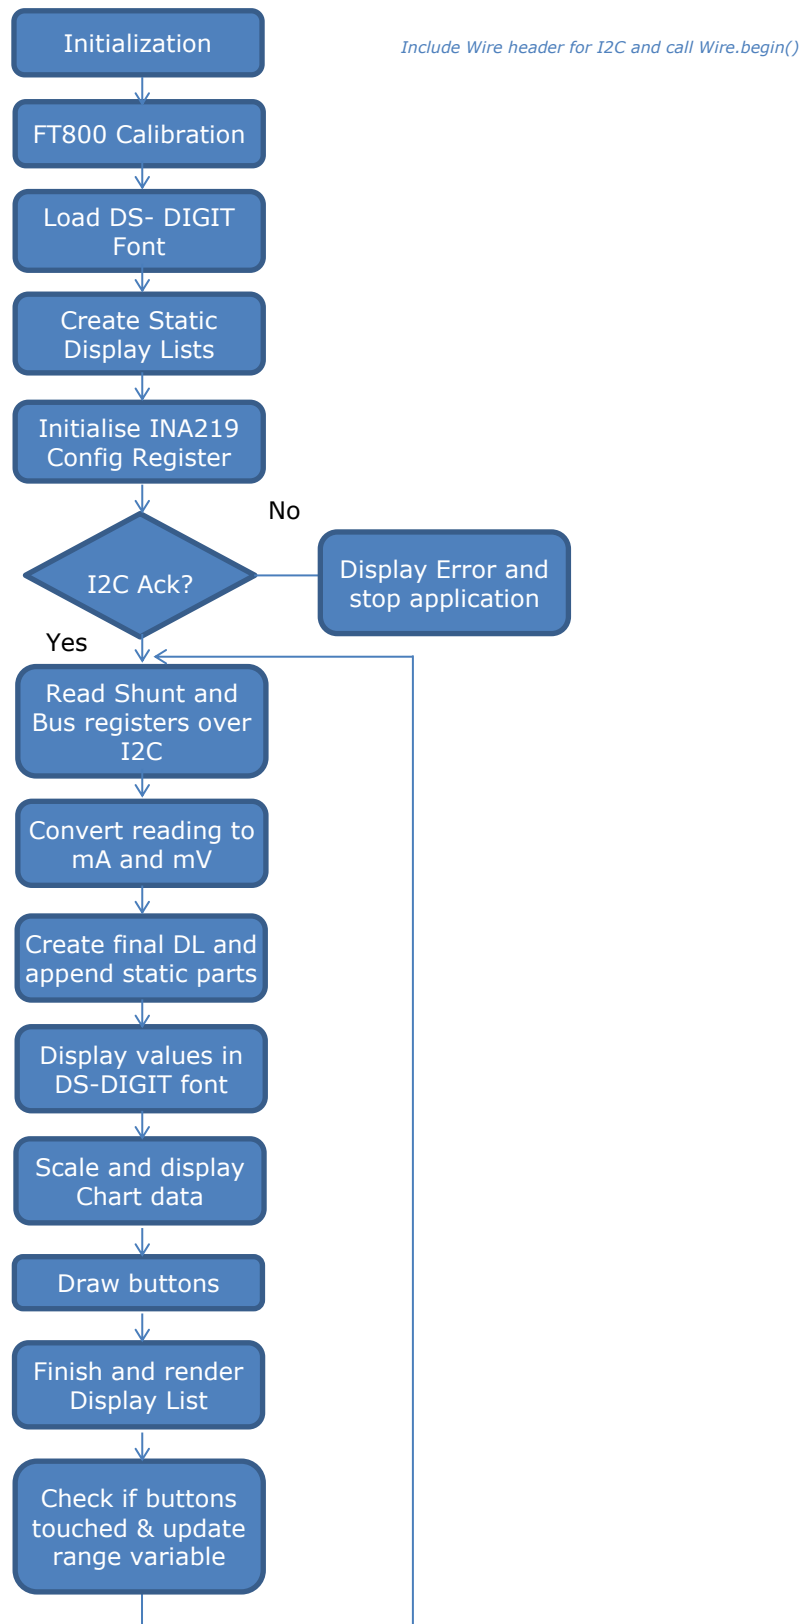 Initialization
Include Wire header for I2C and call Wire.begin()
FT800 Calibration
Load DS- DIGIT
Font
Create Static
Display Lists
Initialise INA219
Config Register
No
I2C Ack?
Display Error and
stop application
Yes
Read Shunt and
Bus registers over
I2C
Convert reading to
mA and mV
Create final DL and
append static parts
Display values in
DS-DIGIT font
Scale and display
Chart data
Draw buttons
Finish and render
Display List
Check if buttons
touched & update
range variable